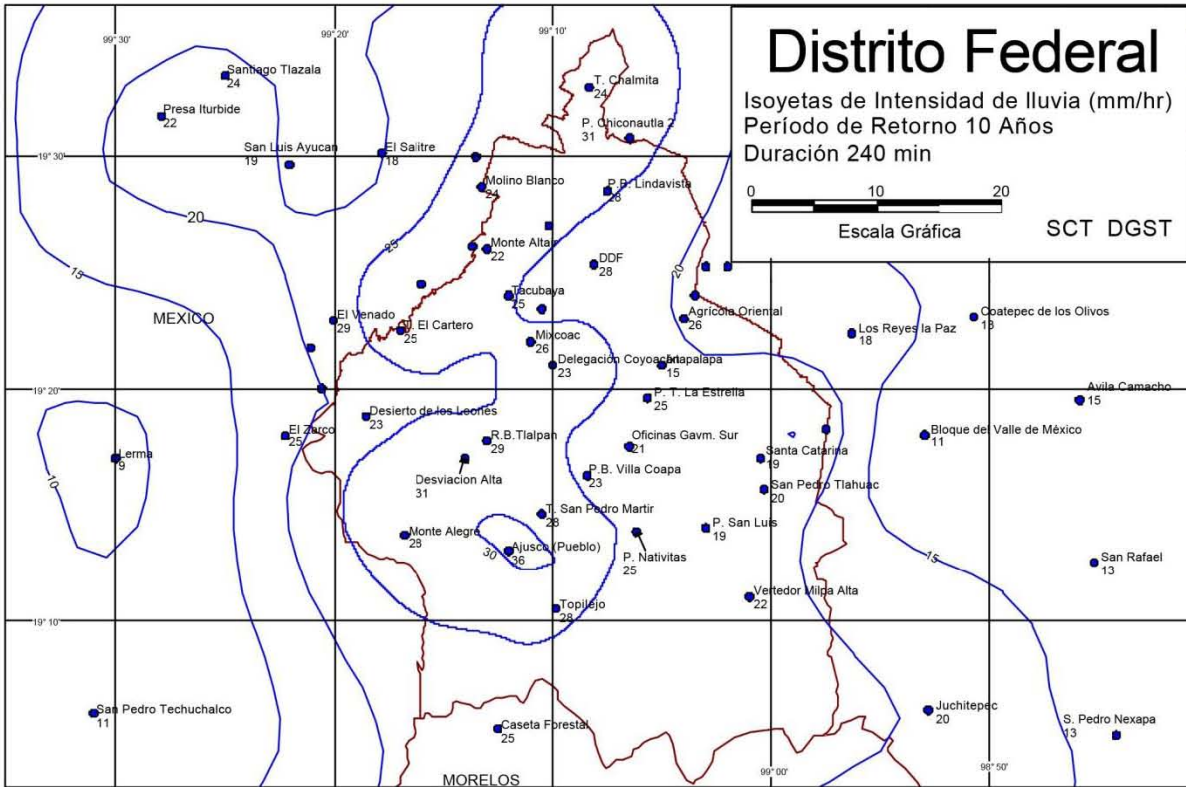 Distrito Federal
Isoyetas de Intensidad de lluvia (mm/hr)
Período de Retorno 10 Años
Duración 240 min
0 10 20
Escala Gráfica
SCT DGST
99° 30'
99° 20'
99° 10'
Santiago Tlazala
24
T. Chalmita
24
Presa Iturbide
22
P. Chiconautla 2
31
19° 30'
San Luis Ayucan
19
El Salitre
18
Molino Blanco
24
P.B. Lindavista
28
20
25
Monte Altair
22
15
DDF
28
20
Tacubaya
25
MEXICO
El Venado
29
El Cartero
25
Agrícola Oriental
26
Coatepec de los Olivos
13
Los Reyes la Paz
18
Mixcoac
26
Delegación Coyoacán
23
15
19° 20'
P. T. La Estrella
25
Avila Camacho
15
Desierto de los Leones
23
El Zarco
25
R.B.Tlalpan
29
Oficinas Gavm. Sur
21
Bloque del Valle de México
11
Lerma
9
10
Desviacion Alta
31
P.B. Villa Coapa
23
Santa Catarina
19
San Pedro Tlahuac
20
T. San Pedro Martir
28
Monte Alegre
28
30
Ajusco (Pueblo)
36
P. Nativitas
25
P. San Luis
19
15
San Rafael
13
Vertedor Milpa Alta
22
Topilejo
28
19° 10'
San Pedro Techuchalco
11
Caseta Forestal
25
Juchitepec
20
S. Pedro Nexapa
13
MORELOS
99° 00'
98° 50'